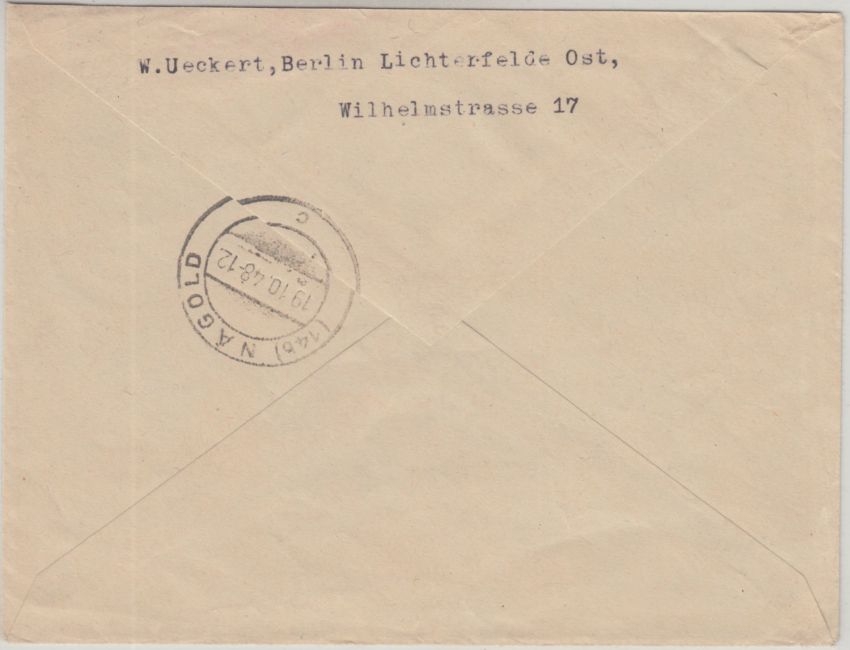 W.Ueckert,Berlin Lichterfelde Ost,
Wilhelmstrasse 17
(14b) NAGOLD
19.10.48-12
c